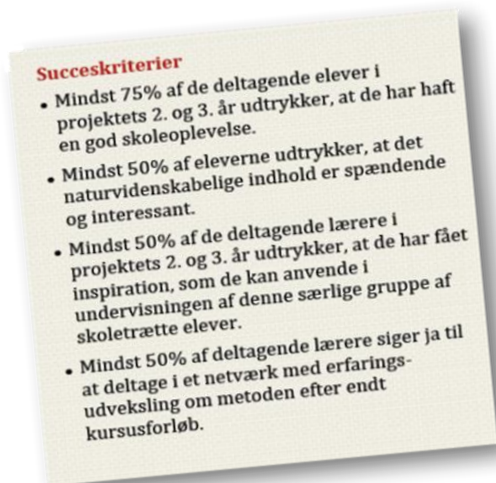 Succeskriterier
• Mindst 75% af de deltagende elever i
projektets 2. og 3. år udtrykker, at de har haft
en god skoleoplevelse.
• Mindst 50% af eleverne udtrykker, at det
naturvidenskabelige indhold er spændende
og interessant.
• Mindst 50% af de deltagende lærere i
projektets 2. og 3. år udtrykker, at de har fået
inspiration, som de kan anvende i
undervisningen af denne særlige gruppe af
skoletrætte elever.
• Mindst 50% af deltagende lærere siger ja til
at deltage i et netværk med erfarings-
udveksling om metoden efter endt
kursusforløb.